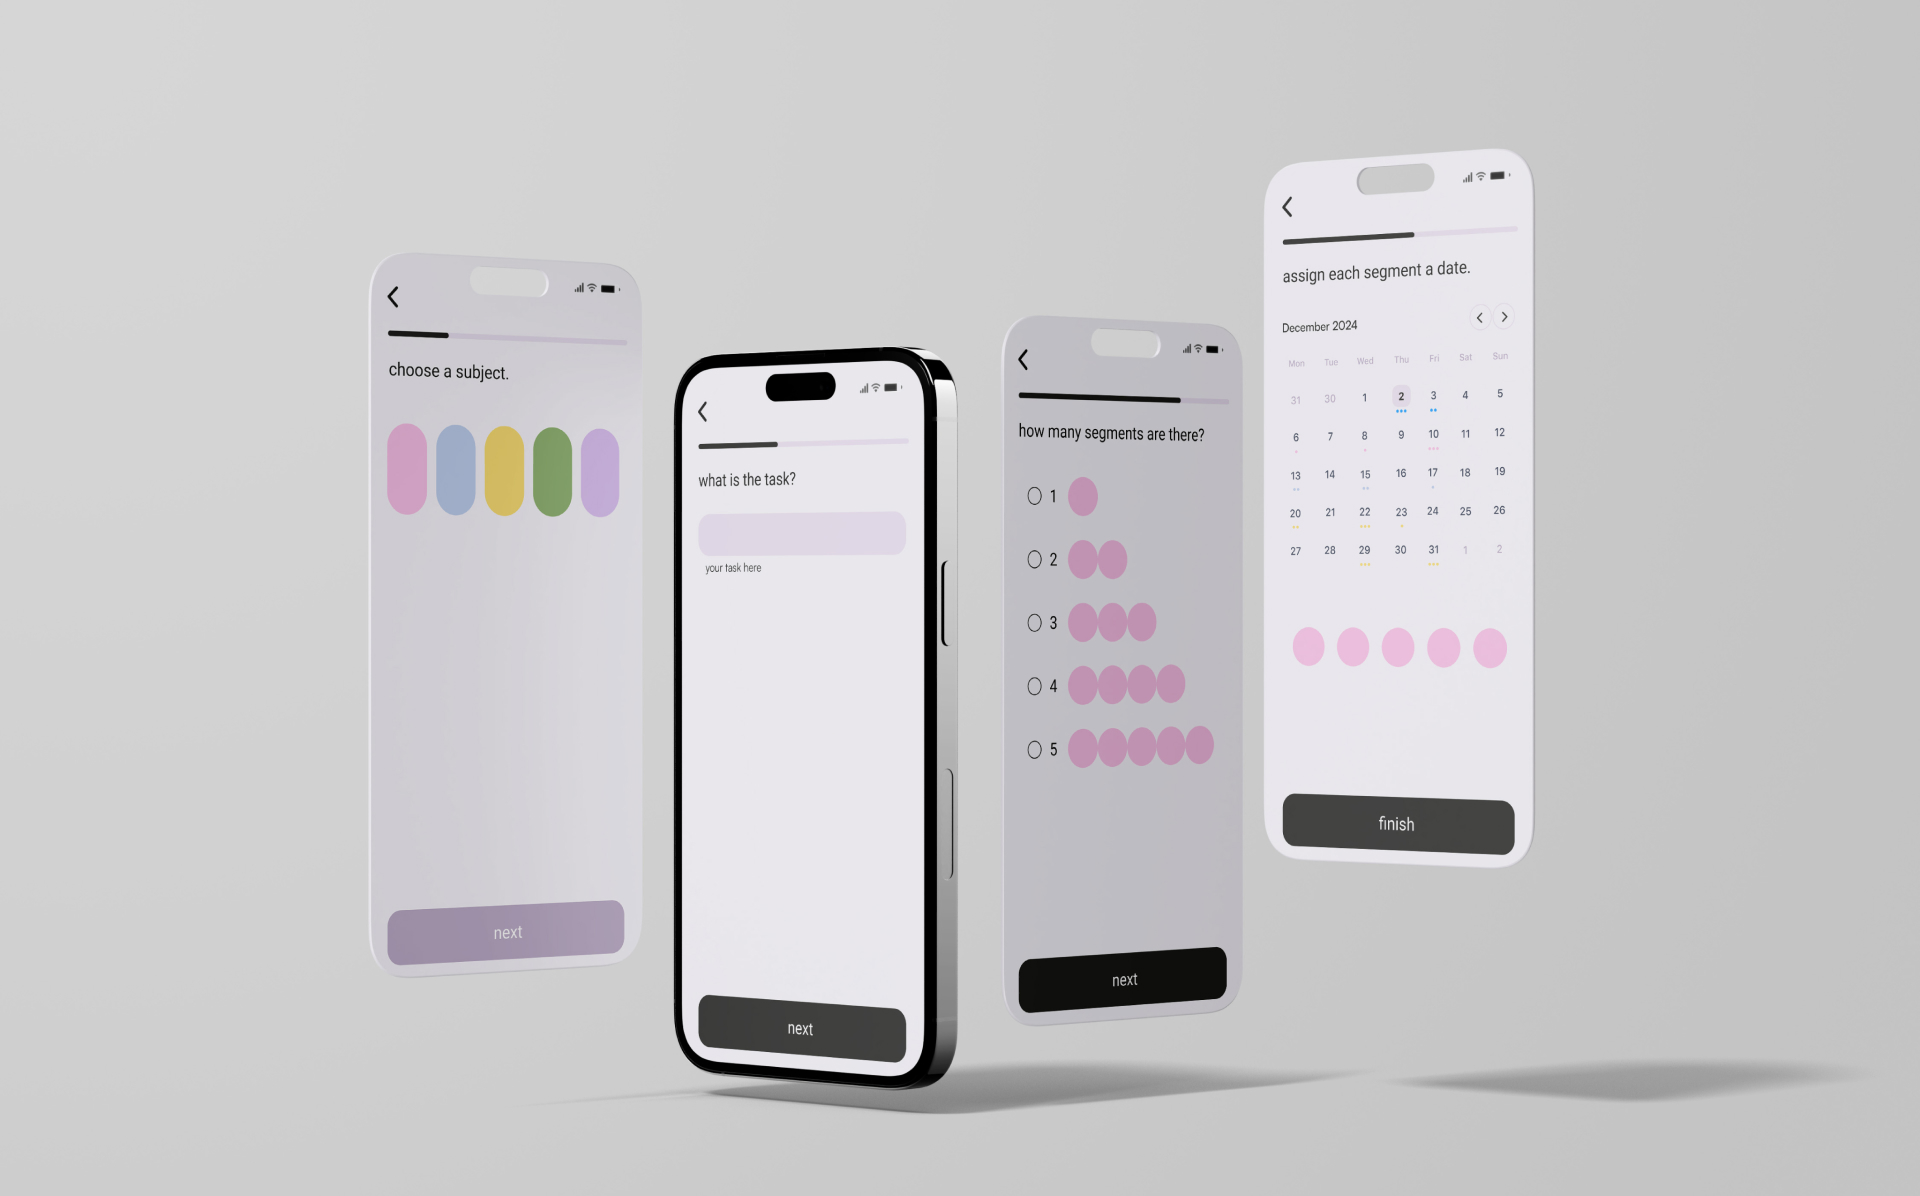 choose a subject.
next
what is the task?
your task here
next
how many segments are there?
1
2
3
4
5
next
assign each segment a date.
December 2024
Mon Tue Wed Thu Fri Sat Sun
31 30 1 2 3 4 5
6 7 8 9 10 11 12
13 14 15 16 17 18 19
20 21 22 23 24 25 26
27 28 29 30 31 1 2
finish